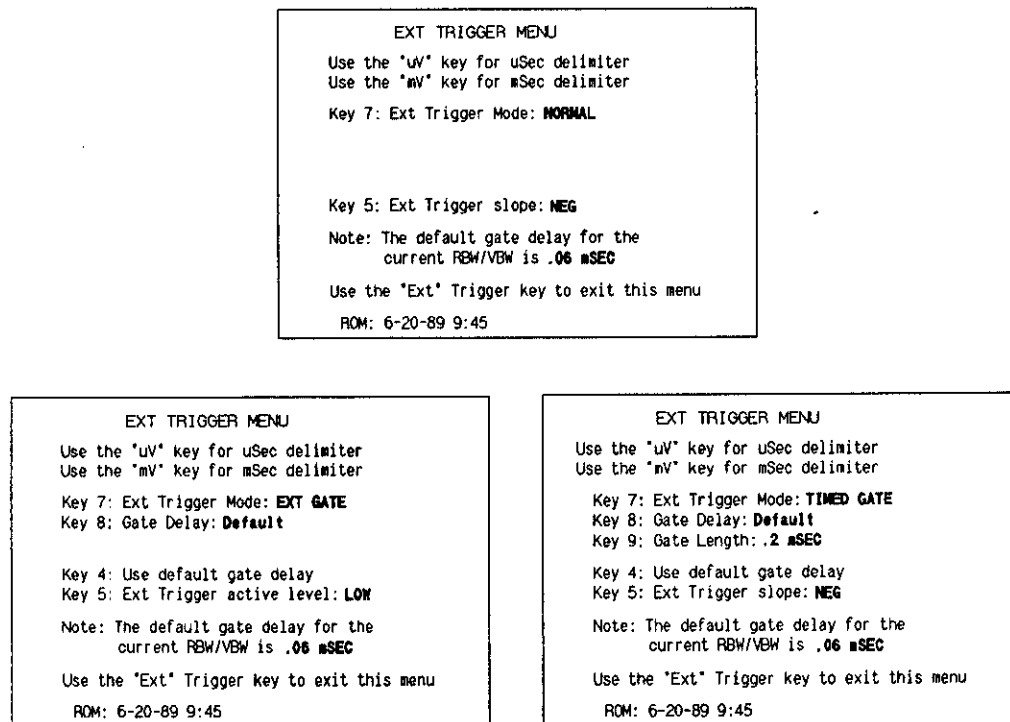 EXT TRIGGER MENU
Use the "uV" key for uSec delimiter
Use the "mV" key for mSec delimiter
Key 7: Ext Trigger Mode: NORMAL
Key 5: Ext Trigger slope: NEG
Note: The default gate delay for the
current RBW/VBW is .06 mSEC
Use the "Ext" Trigger key to exit this menu
ROM: 6-20-89 9:45
EXT TRIGGER MENU
Use the "uV" key for uSec delimiter
Use the "mV" key for mSec delimiter
Key 7: Ext Trigger Mode: EXT GATE
Key 8: Gate Delay: Default
Key 4: Use default gate delay
Key 5: Ext Trigger active level: LOW
Note: The default gate delay for the
current RBW/VBW is .06 mSEC
Use the "Ext" Trigger key to exit this menu
ROM: 6-20-89 9:45
EXT TRIGGER MENU
Use the "uV" key for uSec delimiter
Use the "mV" key for mSec delimiter
Key 7: Ext Trigger Mode: TIMED GATE
Key 8: Gate Delay: Default
Key 9: Gate Length: .2 mSEC
Key 4: Use default gate delay
Key 5: Ext Trigger slope: NEG
Note: The default gate delay for the
current RBW/VBW is .06 mSEC
Use the "Ext" Trigger key to exit this menu
ROM: 6-20-89 9:45